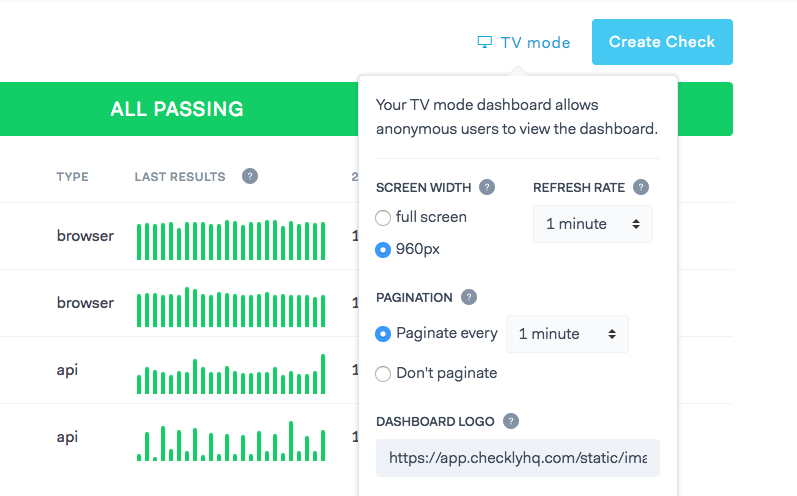 TV mode
Create Check
ALL PASSING
Your TV mode dashboard allows
anonymous users to view the dashboard.
TYPE LAST RESULTS ? 2
SCREEN WIDTH ? REFRESH RATE ?
full screen
1 minute
960px
browser 1
browser 1
PAGINATION ?
Paginate every 1 minute
Don't paginate
api 1
api 1
DASHBOARD LOGO ?
https://app.checklyhq.com/static/ima